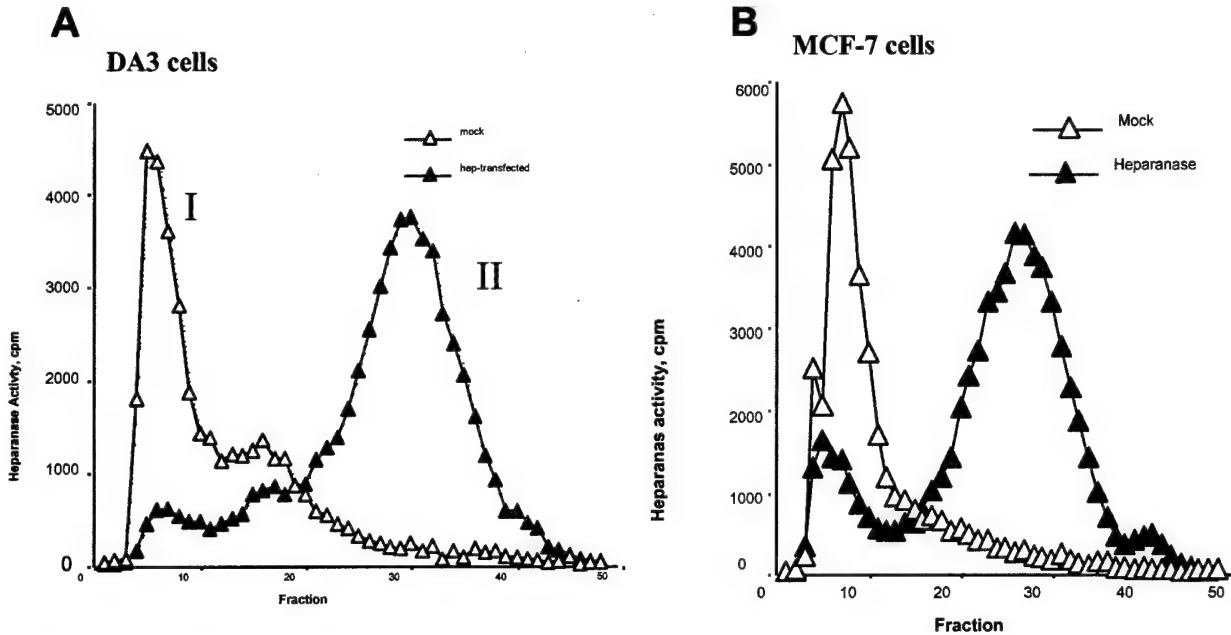 A
DA3 cells
5000
4000
3000
2000
1000
0
0
10
20
30
40
50
Heparanase Activty, cpm
Fraction
mock
hep-transfected
I
II
B
MCF-7 cells
6000
5000
4000
3000
2000
1000
0
0
10
20
30
40
50
Heparanas activity, cpm
Fraction
Mock
Heparanase